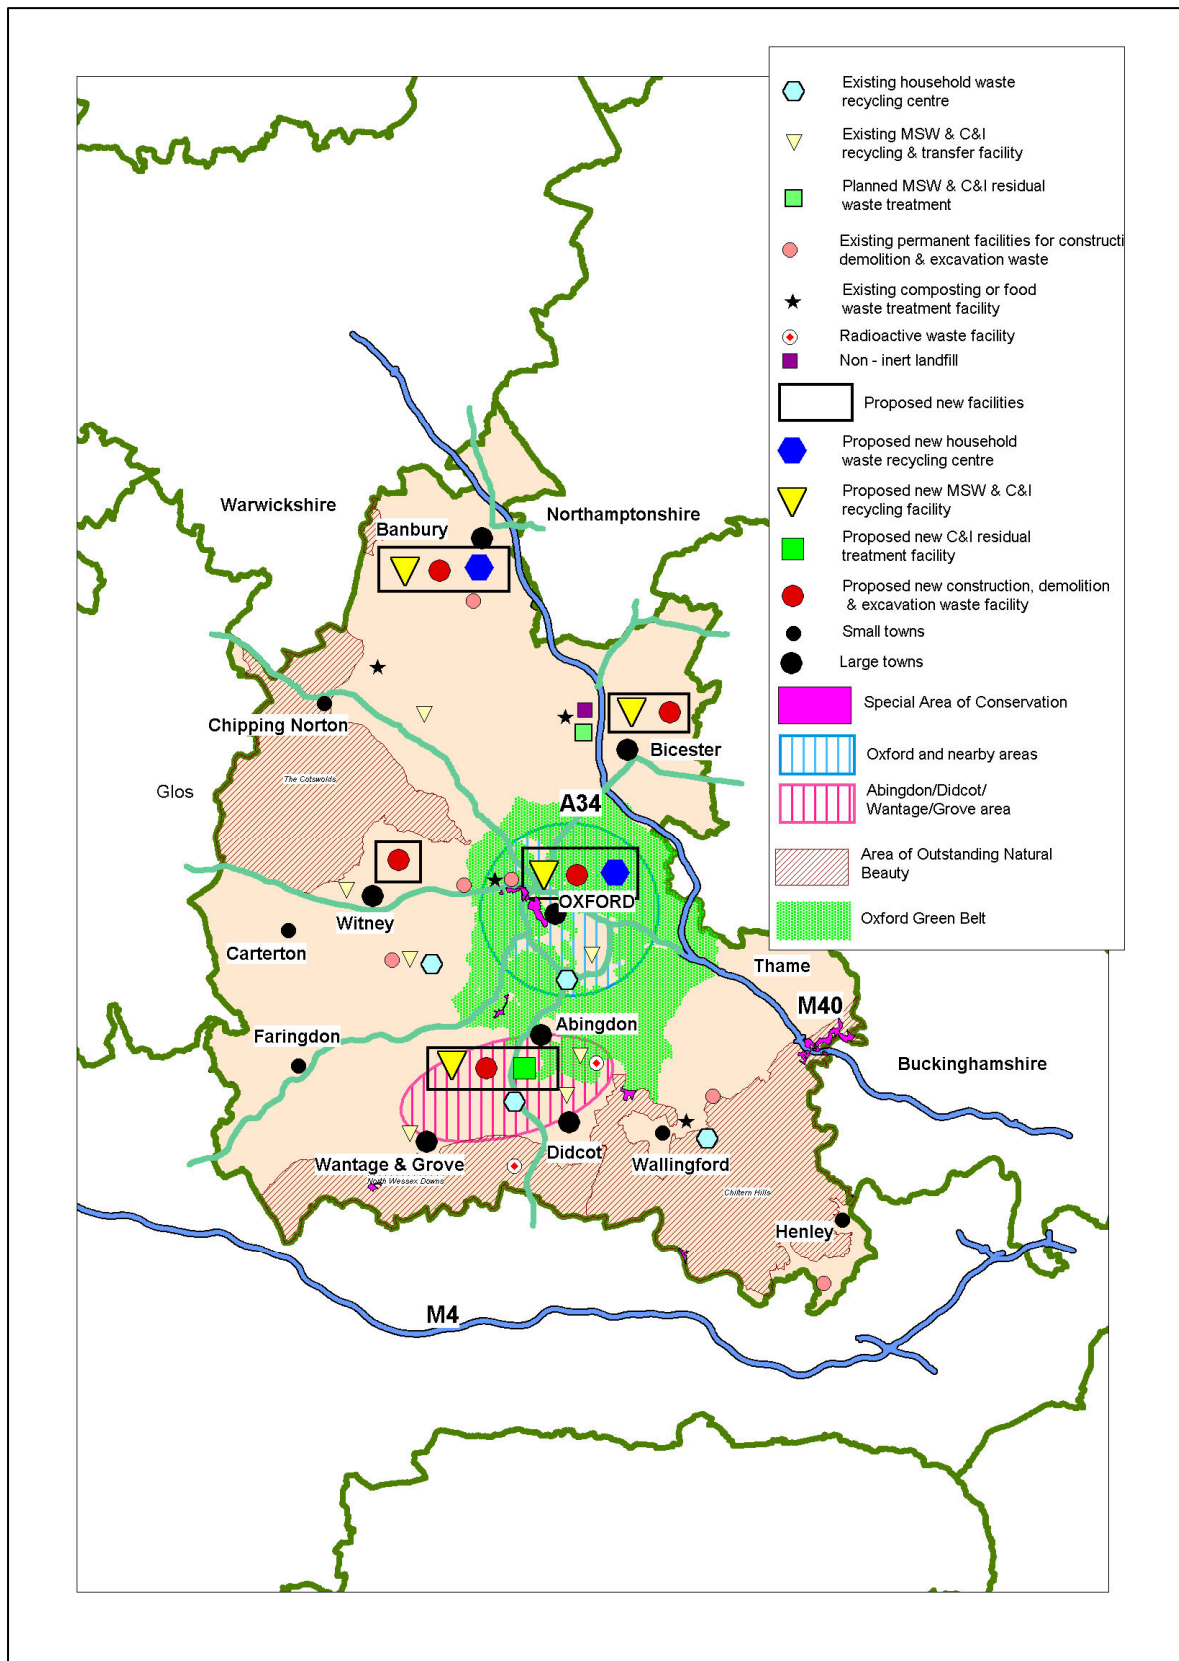 Existing household waste
recycling centre
Existing MSW & C&I
recycling & transfer facility
Planned MSW & C&I residual
waste treatment
Existing permanent facilities for constructi
demolition & excavation waste
Existing composting or food
waste treatment facility
Radioactive waste facility
Non - inert landfill
Proposed new facilities
Proposed new household
waste recycling centre
Proposed new MSW & C&I
recycling facility
Proposed new C&I residual
treatment facility
Proposed new construction, demolition
& excavation waste facility
Small towns
Large towns
Special Area of Conservation
Oxford and nearby areas
Abingdon/Didcot/
Wantage/Grove area
Area of Outstanding Natural
Beauty
Oxford Green Belt
Warwickshire
Northamptonshire
Banbury
Chipping Norton
Bicester
The Cotswolds
Glos
A34
OXFORD
Witney
Carterton
Thame
M40
Faringdon
Abingdon
Buckinghamshire
Didcot
Wantage & Grove
Wallingford
North Wessex Downs
Chiltern Hills
Henley
M4